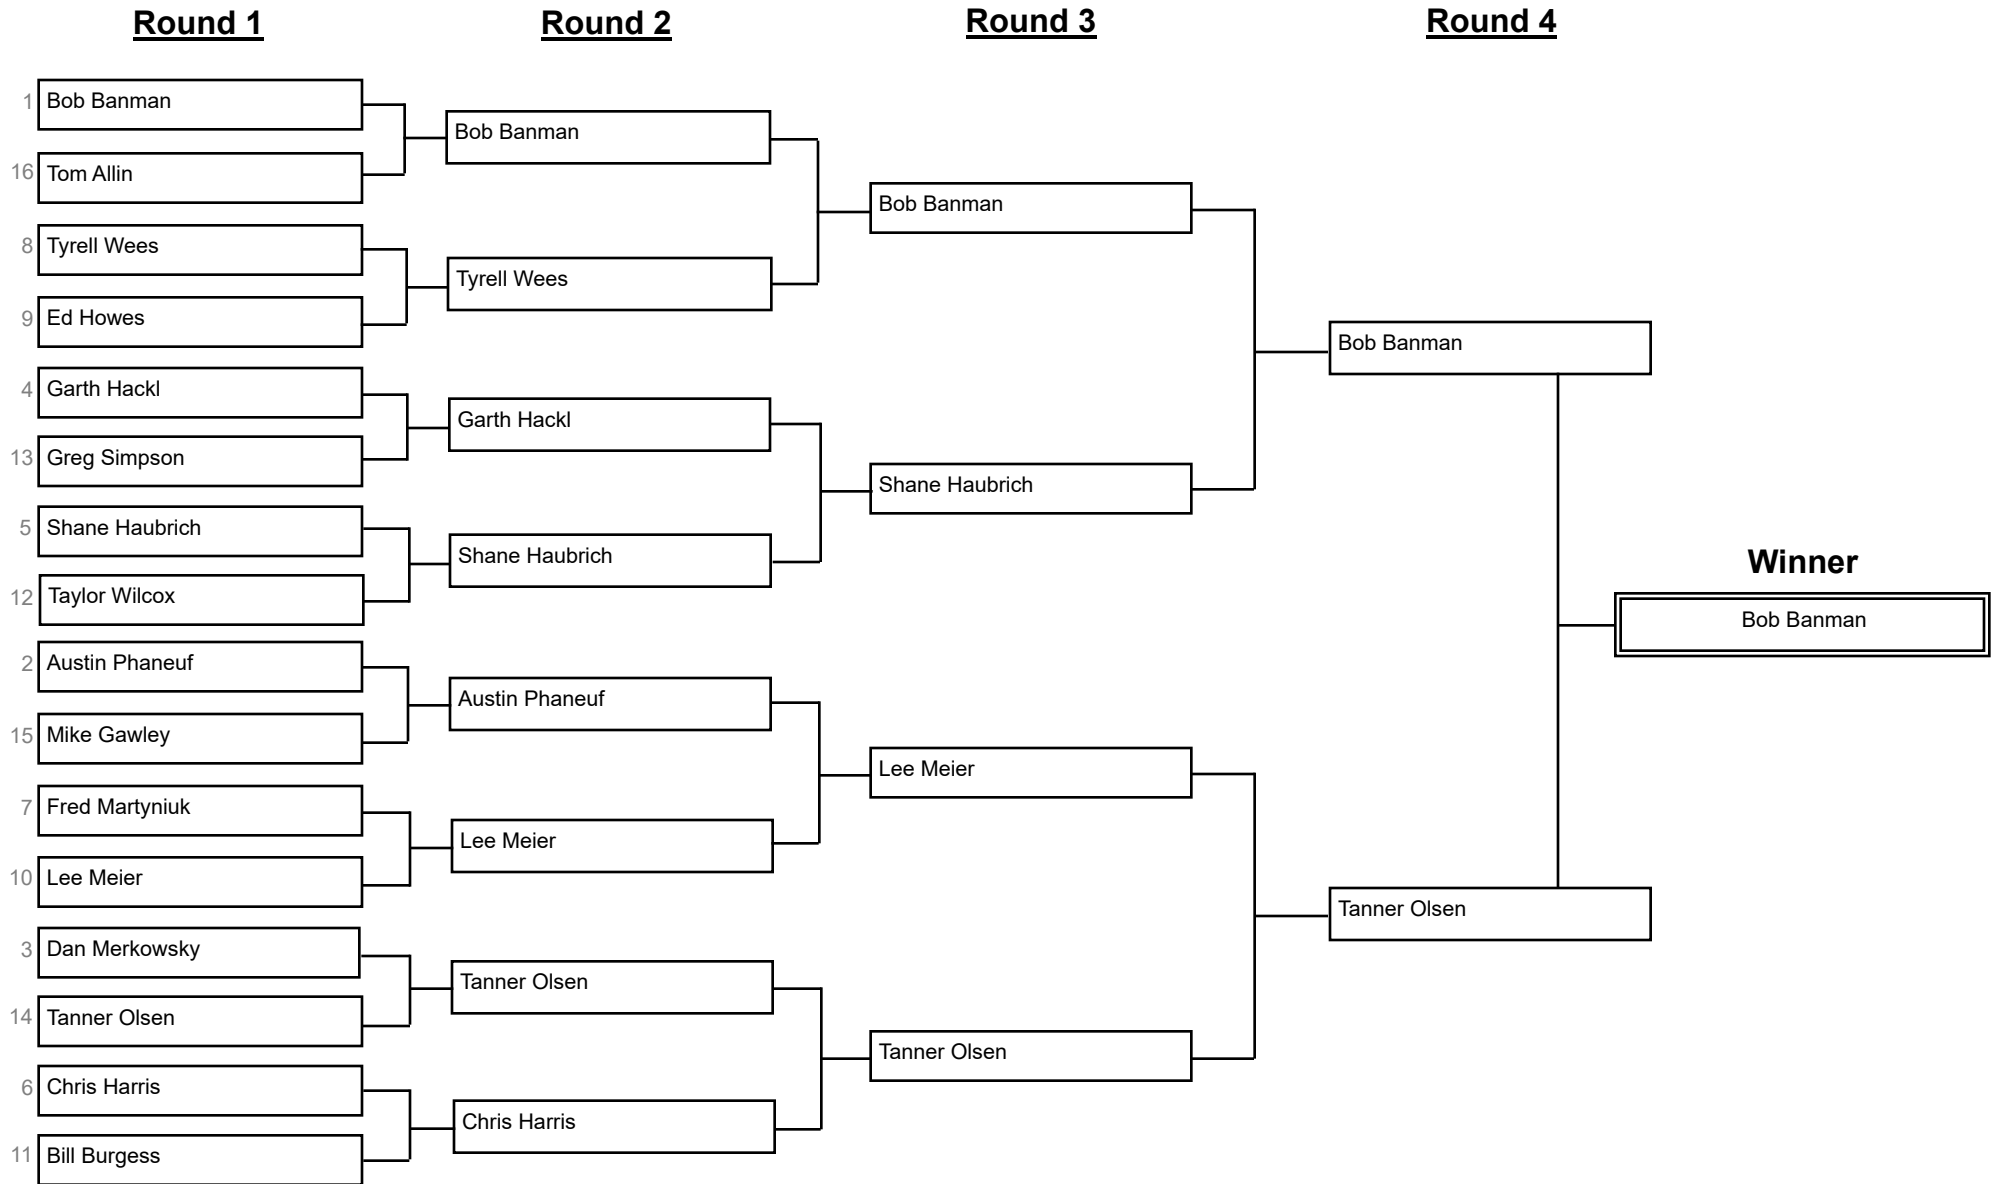 Round 1
Round 2
Round 3
Round 4
1 Bob Banman
16 Tom Allin
8 Tyrell Wees
9 Ed Howes
4 Garth Hackl
13 Greg Simpson
5 Shane Haubrich
12 Taylor Wilcox
2 Austin Phaneuf
15 Mike Gawley
7 Fred Martyniuk
10 Lee Meier
3 Dan Merkowsky
14 Tanner Olsen
6 Chris Harris
11 Bill Burgess
Bob Banman
Tyrell Wees
Garth Hackl
Shane Haubrich
Austin Phaneuf
Lee Meier
Tanner Olsen
Chris Harris
Bob Banman
Shane Haubrich
Lee Meier
Tanner Olsen
Bob Banman
Tanner Olsen
Winner
Bob Banman